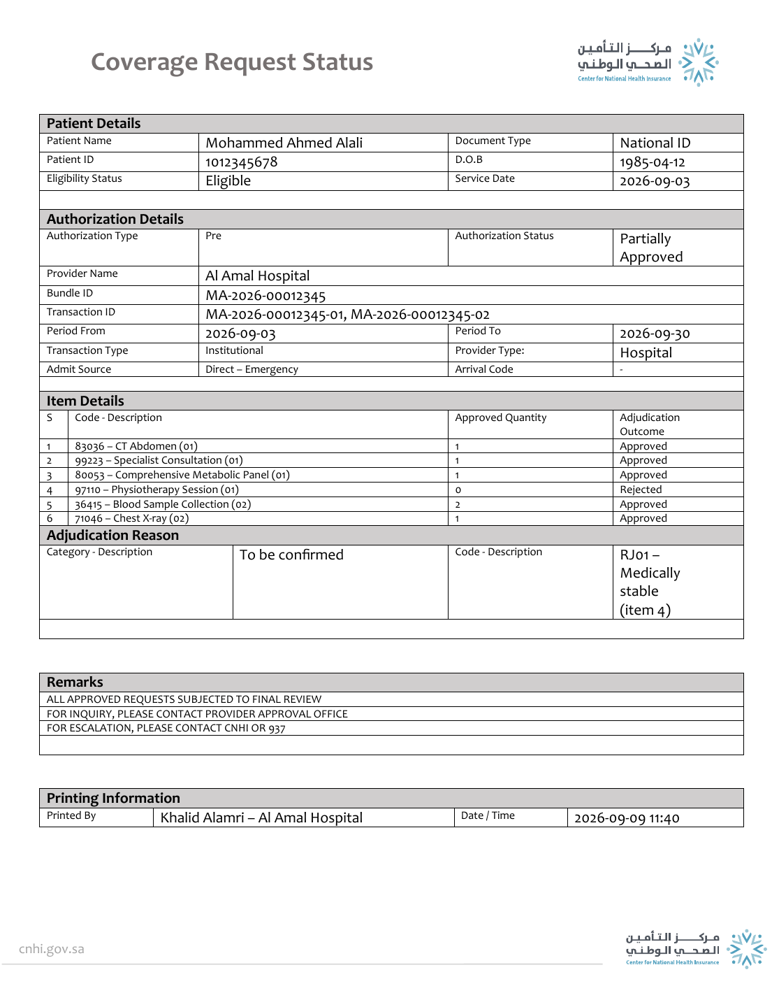 Coverage Request Status
مركز التأمين
الصحي الوطني
Center for National Health Insurance
Patient Details
Patient Name Mohammed Ahmed Alali Document Type National ID
Patient ID 1012345678 D.O.B 1985-04-12
Eligibility Status Eligible Service Date 2026-09-03
Authorization Details
Authorization Type Pre Authorization Status Partially
Approved
Provider Name Al Amal Hospital
Bundle ID MA-2026-00012345
Transaction ID MA-2026-00012345-01, MA-2026-00012345-02
Period From 2026-09-03 Period To 2026-09-30
Transaction Type Institutional Provider Type: Hospital
Admit Source Direct – Emergency Arrival Code -
Item Details
S Code - Description Approved Quantity Adjudication
Outcome
1 83036 – CT Abdomen (01) 1 Approved
2 99223 – Specialist Consultation (01) 1 Approved
3 80053 – Comprehensive Metabolic Panel (01) 1 Approved
4 97110 – Physiotherapy Session (01) 0 Rejected
5 36415 – Blood Sample Collection (02) 2 Approved
6 71046 – Chest X-ray (02) 1 Approved
Adjudication Reason
Category - Description To be confirmed Code - Description RJ01 –
Medically
stable
(item 4)
Remarks
ALL APPROVED REQUESTS SUBJECTED TO FINAL REVIEW
FOR INQUIRY, PLEASE CONTACT PROVIDER APPROVAL OFFICE
FOR ESCALATION, PLEASE CONTACT CNHI OR 937
Printing Information
Printed By Khalid Alamri – Al Amal Hospital Date / Time 2026-09-09 11:40
cnhi.gov.sa
مركز التأمين
الصحي الوطني
Center for National Health Insurance